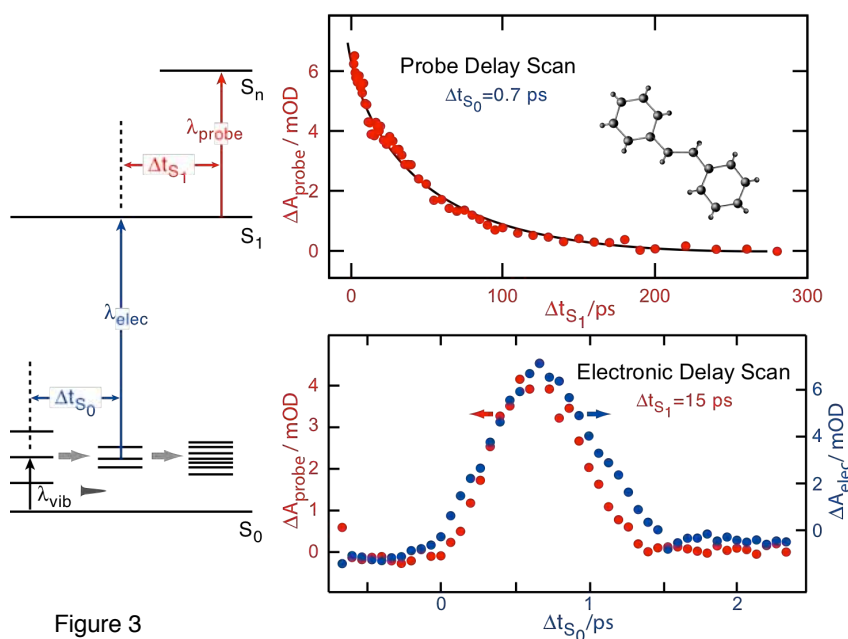 Sₙ
λprobe
ΔtS₁
S₁
λelec
ΔtS₀
λvib
S₀
Figure 3
Probe Delay Scan
ΔtS₀=0.7 ps
ΔAprobe / mOD
6
4
2
0
0
100
200
300
ΔtS₁/ps
Electronic Delay Scan
ΔtS₁=15 ps
ΔAprobe / mOD
4
3
2
1
0
6
4
2
0
ΔAelec/ mOD
0
1
2
ΔtS₀/ps